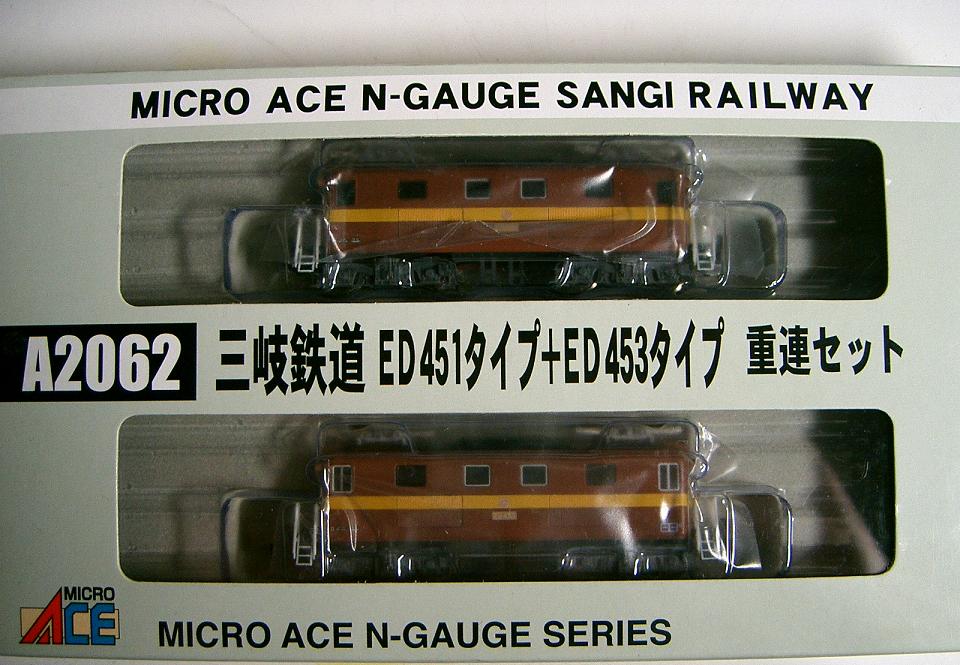 MICRO ACE N-GAUGE SANGI RAILWAY
A2062 三岐鉄道 ED451タイプ+ED453タイプ 重連セット
MICRO ACE
MICRO ACE N-GAUGE SERIES